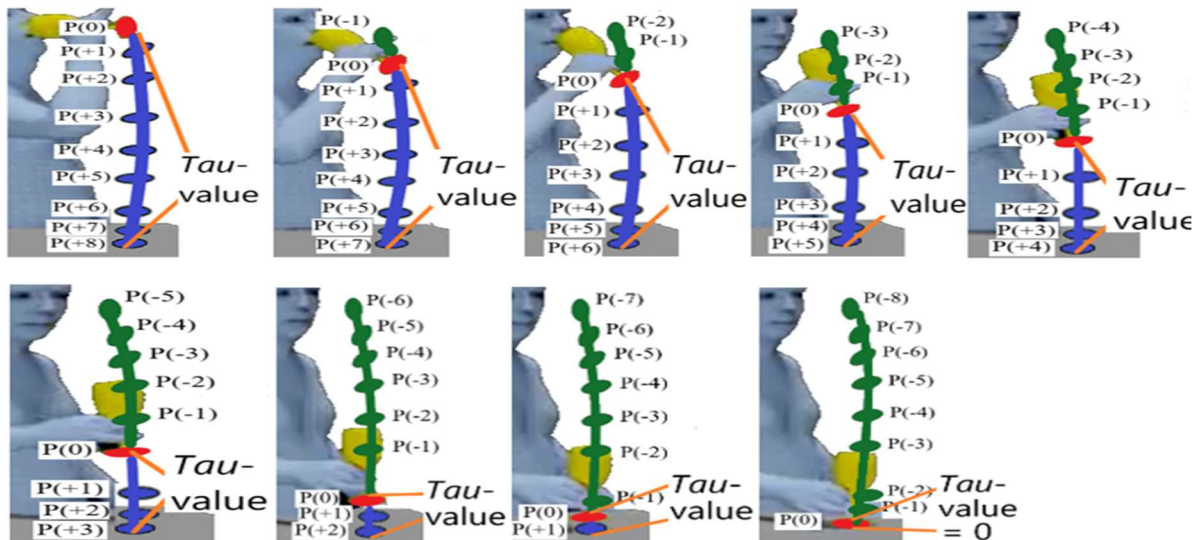 P(0)
P(+1)
P(+2)
P(+3)
P(+4)
P(+5)
P(+6)
P(+7)
P(+8)
Tau-
value
P(-1)
P(0)
P(+1)
P(+2)
P(+3)
P(+4)
P(+5)
P(+6)
P(+7)
Tau-
value
P(-2)
P(-1)
P(0)
P(+1)
P(+2)
P(+3)
P(+4)
P(+5)
P(+6)
Tau-
value
P(-3)
P(-2)
P(-1)
P(0)
P(+1)
P(+2)
P(+3)
P(+4)
P(+5)
Tau-
value
P(-4)
P(-3)
P(-2)
P(-1)
P(0)
P(+1)
P(+2)
P(+3)
P(+4)
Tau-
value
P(-5)
P(-4)
P(-3)
P(-2)
P(-1)
P(0)
P(+1)
P(+2)
P(+3)
Tau-
value
P(-6)
P(-5)
P(-4)
P(-3)
P(-2)
P(-1)
P(0)
P(+1)
P(+2)
Tau-
value
P(-7)
P(-6)
P(-5)
P(-4)
P(-3)
P(-2)
P(-1)
P(0)
P(+1)
Tau-
value
P(-8)
P(-7)
P(-6)
P(-5)
P(-4)
P(-3)
P(-2)
P(-1)
P(0)
Tau-
value
= 0